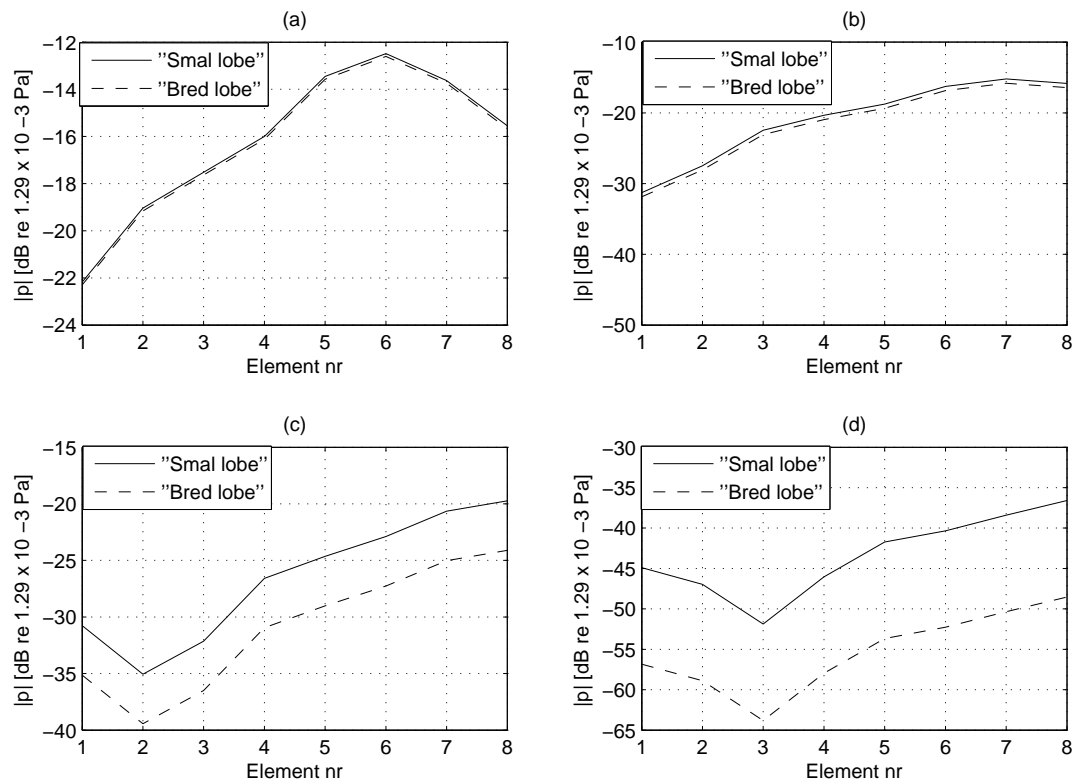 (a)
−12
−14
−16
−18
−20
−22
−24
|p| [dB re 1.29 x 10 −3 Pa]
''Smal lobe''
''Bred lobe''
1 2 3 4 5 6 7 8
Element nr
(b)
−10
−20
−30
−40
−50
|p| [dB re 1.29 x 10 −3 Pa]
''Smal lobe''
''Bred lobe''
1 2 3 4 5 6 7 8
Element nr
(c)
−15
−20
−25
−30
−35
−40
|p| [dB re 1.29 x 10 −3 Pa]
''Smal lobe''
''Bred lobe''
1 2 3 4 5 6 7 8
Element nr
(d)
−30
−35
−40
−45
−50
−55
−60
−65
|p| [dB re 1.29 x 10 −3 Pa]
''Smal lobe''
''Bred lobe''
1 2 3 4 5 6 7 8
Element nr